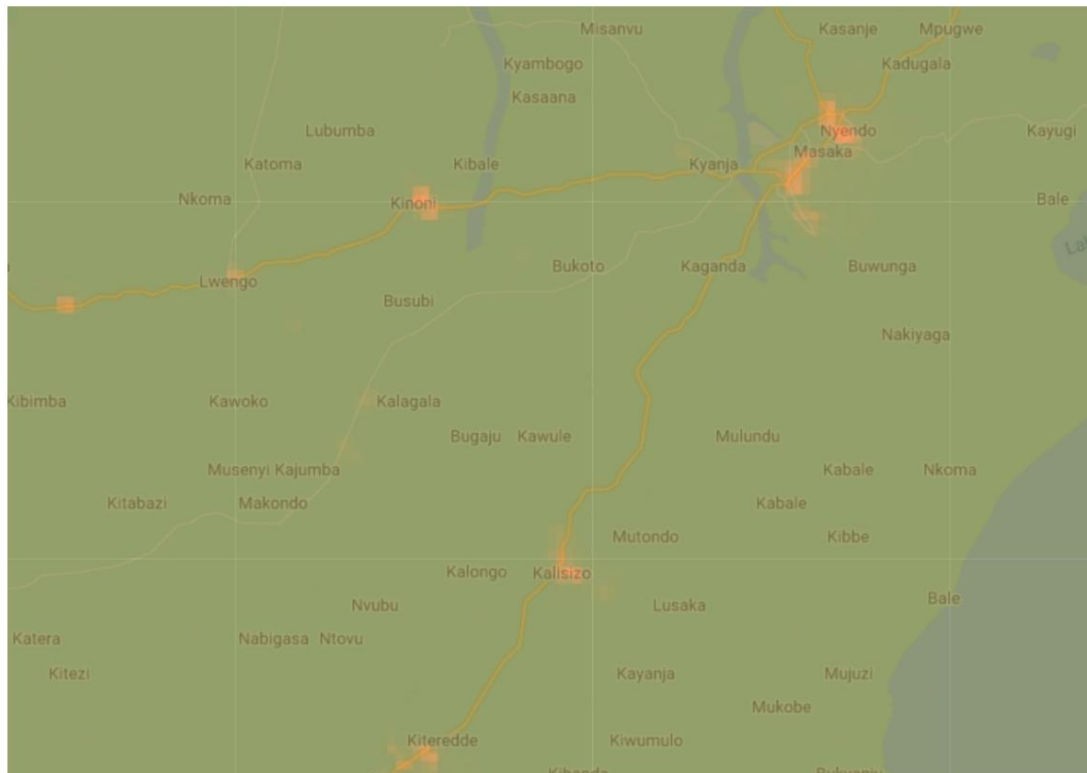 Misanvu
Kasanje
Mpugwe
Kyambogo
Kadugala
Kasaana
Lubumba
Nyendo
Kayugi
Masaka
Katoma
Kibale
Kyanja
Nkoma
Kinoni
Bale
Bukoto
Kaganda
Buwunga
Lwengo
Busubi
Nakiyaga
Kibimba
Kawoko
Kalagala
Bugaju
Kawule
Mulundu
Musenyi Kajumba
Kabale
Nkoma
Kitabazi
Makondo
Kabale
Mutondo
Kibbe
Kalongo
Kalisizo
Nvubu
Lusaka
Bale
Katera
Nabigasa
Ntovu
Kitezi
Kayanja
Mujuzi
Mukobe
Kiteredde
Kiwumulo